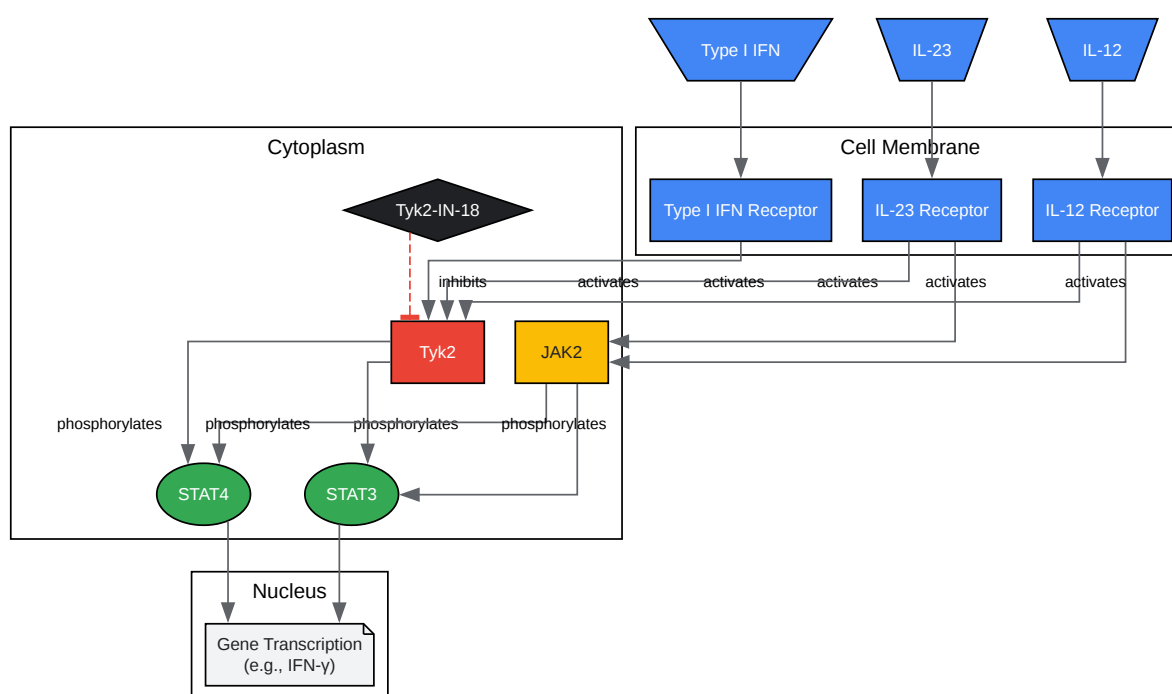 Type I IFN
IL-23
IL-12
Cytoplasm
Cell Membrane
Tyk2-IN-18
Type I IFN Receptor
IL-23 Receptor
IL-12 Receptor
inhibits
activates
activates
activates
activates
activates
Tyk2
JAK2
phosphorylates
phosphorylates
phosphorylates
phosphorylates
STAT4
STAT3
Nucleus
Gene Transcription
(e.g., IFN-γ)